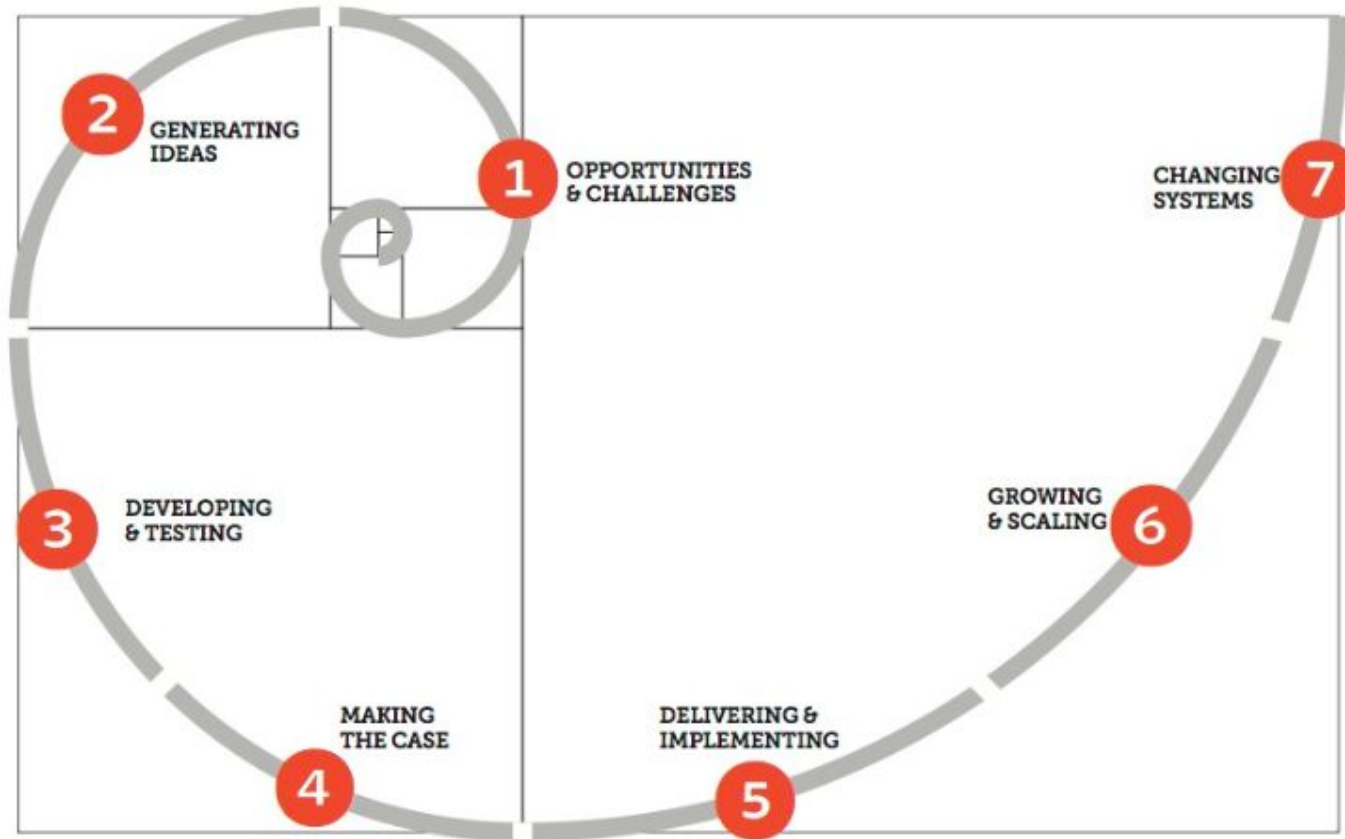 1
OPPORTUNITIES
& CHALLENGES
2
GENERATING
IDEAS
3
DEVELOPING
& TESTING
4
MAKING
THE CASE
5
DELIVERING &
IMPLEMENTING
6
GROWING
& SCALING
7
CHANGING
SYSTEMS